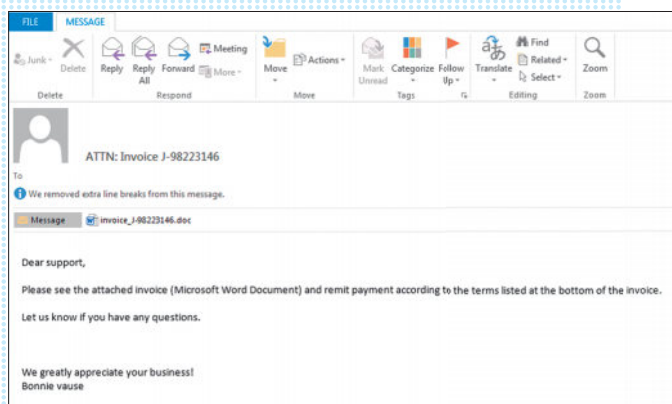 FILE MESSAGE
Junk Delete Reply Reply All Forward Meeting More Move Actions Mark Unread Categorize Follow Up Translate Find Related Select Zoom
Delete Respond Move Tags Editing Zoom
ATTN: Invoice J-98223146
To
We removed extra line breaks from this message.
Message invoice_J-98223146.doc
Dear support,
Please see the attached invoice (Microsoft Word Document) and remit payment according to the terms listed at the bottom of the invoice.
Let us know if you have any questions.
We greatly appreciate your business!
Bonnie vause